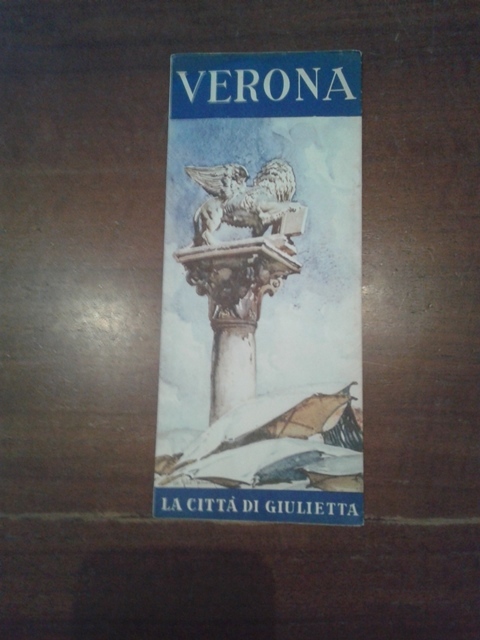 VERONA
LA CITTÀ DI GIULIETTA